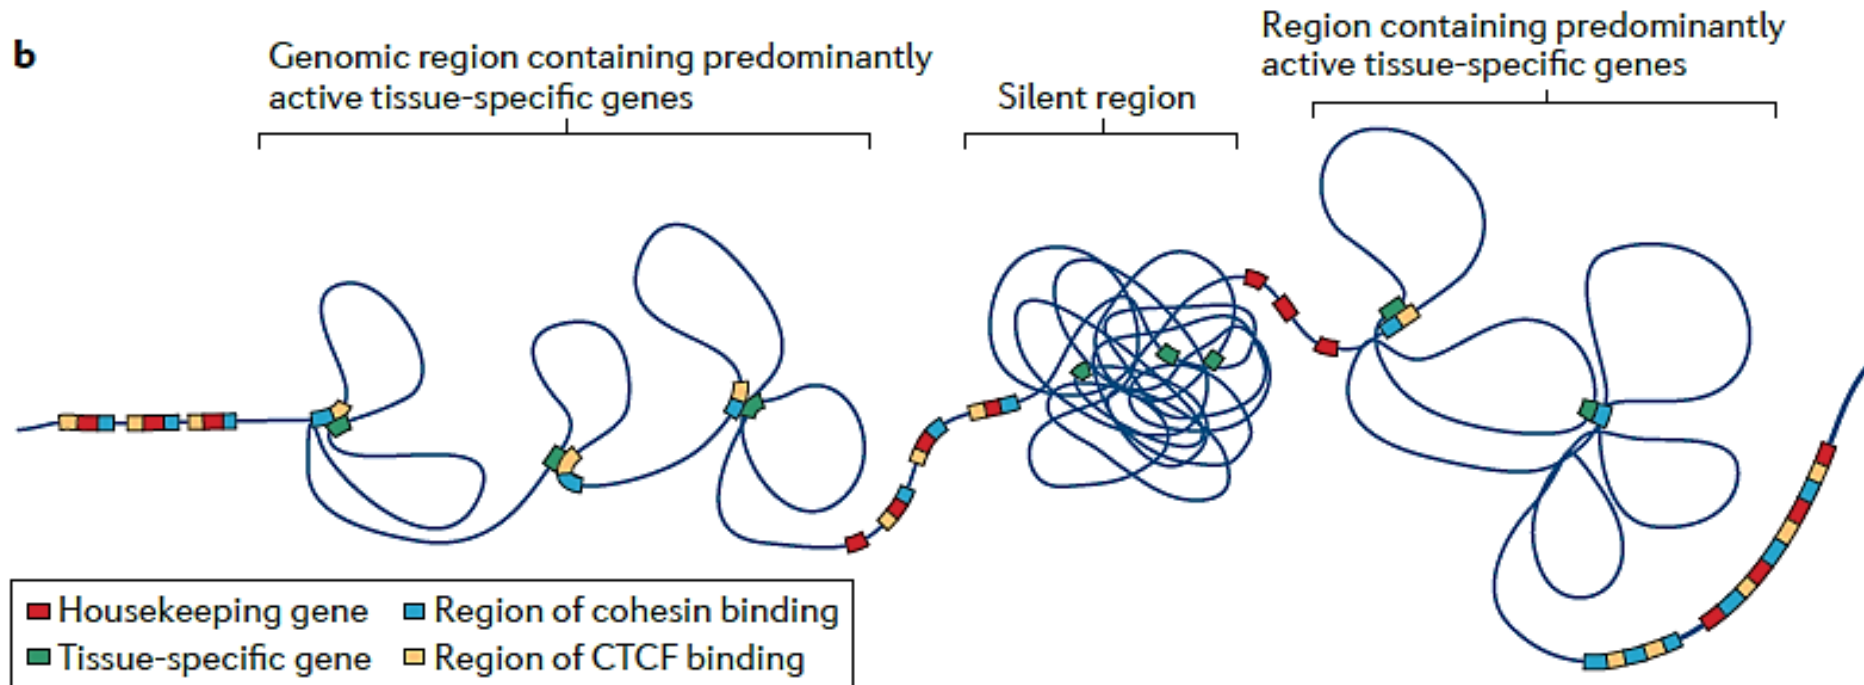 b
Genomic region containing predominantly
active tissue-specific genes
Silent region
Region containing predominantly
active tissue-specific genes
Housekeeping gene
Region of cohesin binding
Tissue-specific gene
Region of CTCF binding